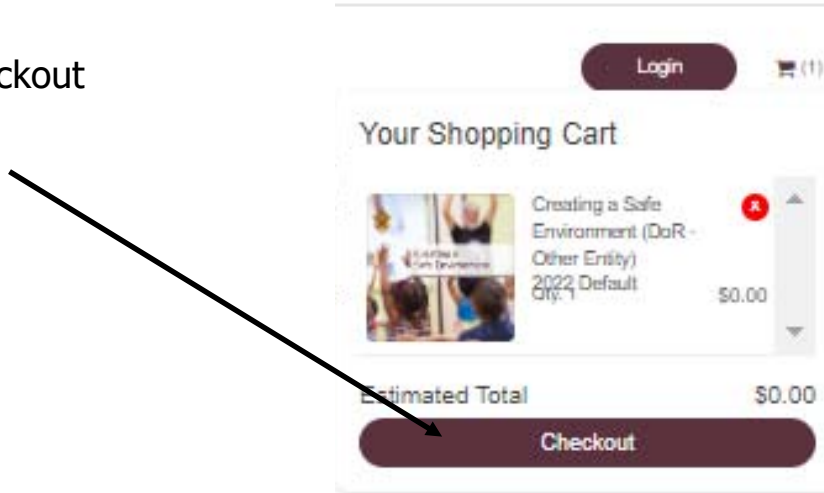 ckout
Login
(1)
Your Shopping Cart
Creating a Safe
Environment (DoR -
Other Entity)
2022 Default
Qty. 1
$0.00
Estimated Total
$0.00
Checkout